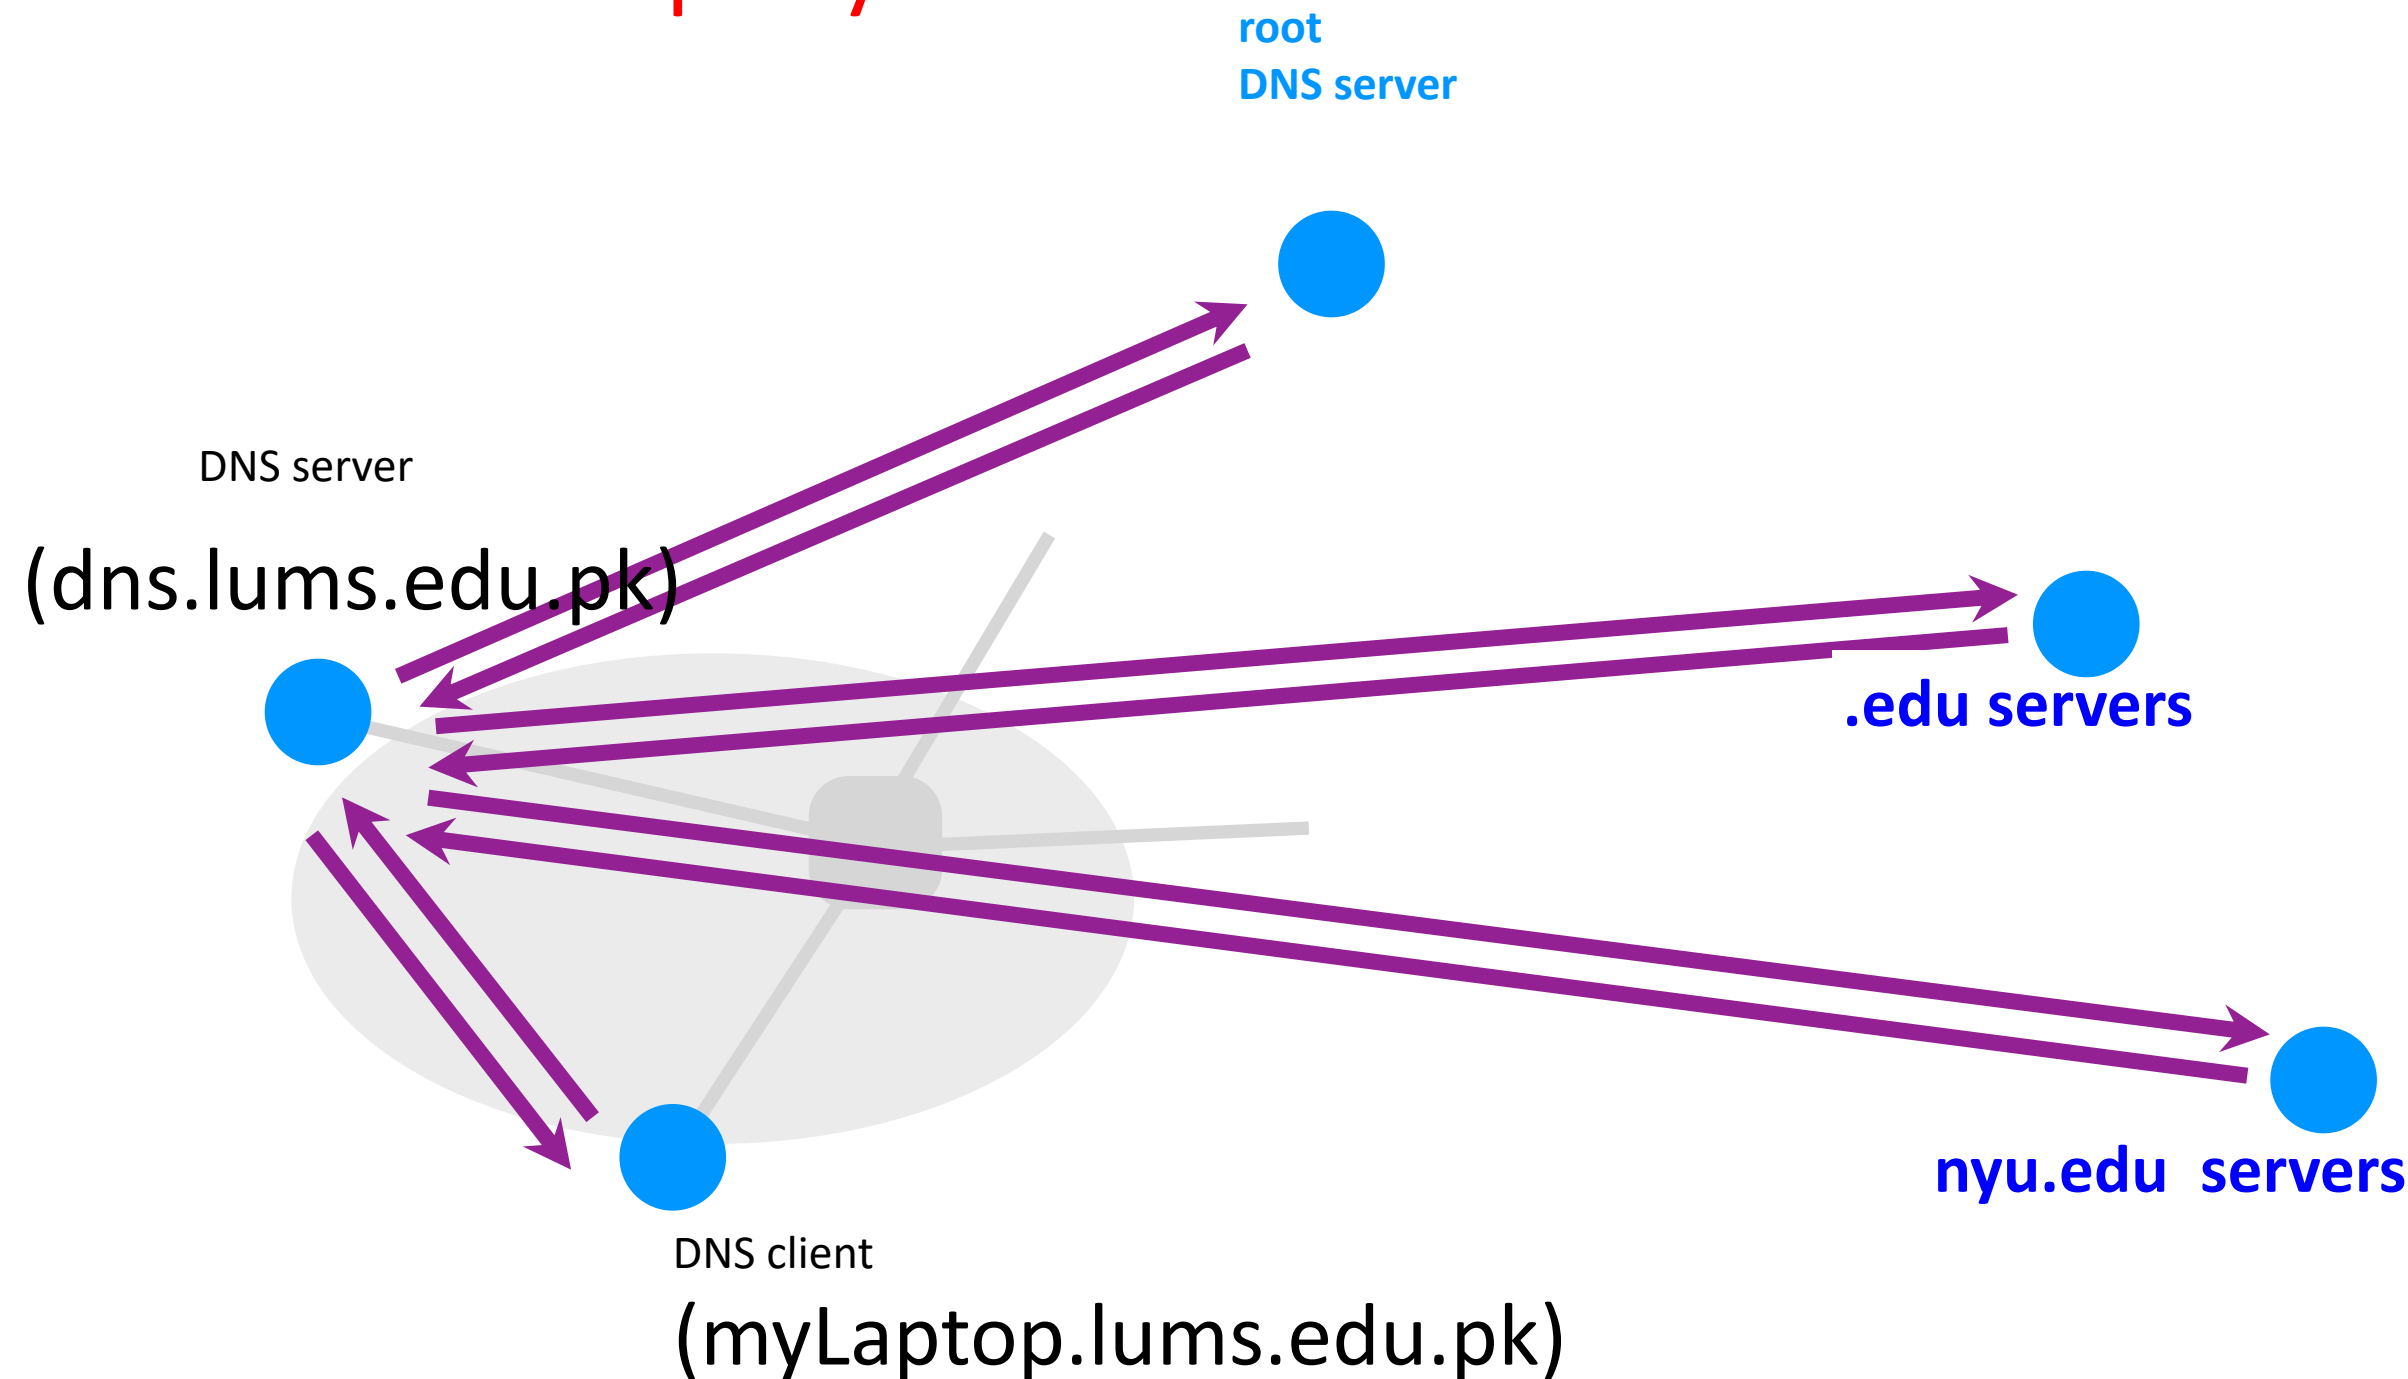 root
DNS server
DNS server
(dns.lums.edu.pk)
.edu servers
nyu.edu servers
DNS client
(myLaptop.lums.edu.pk)